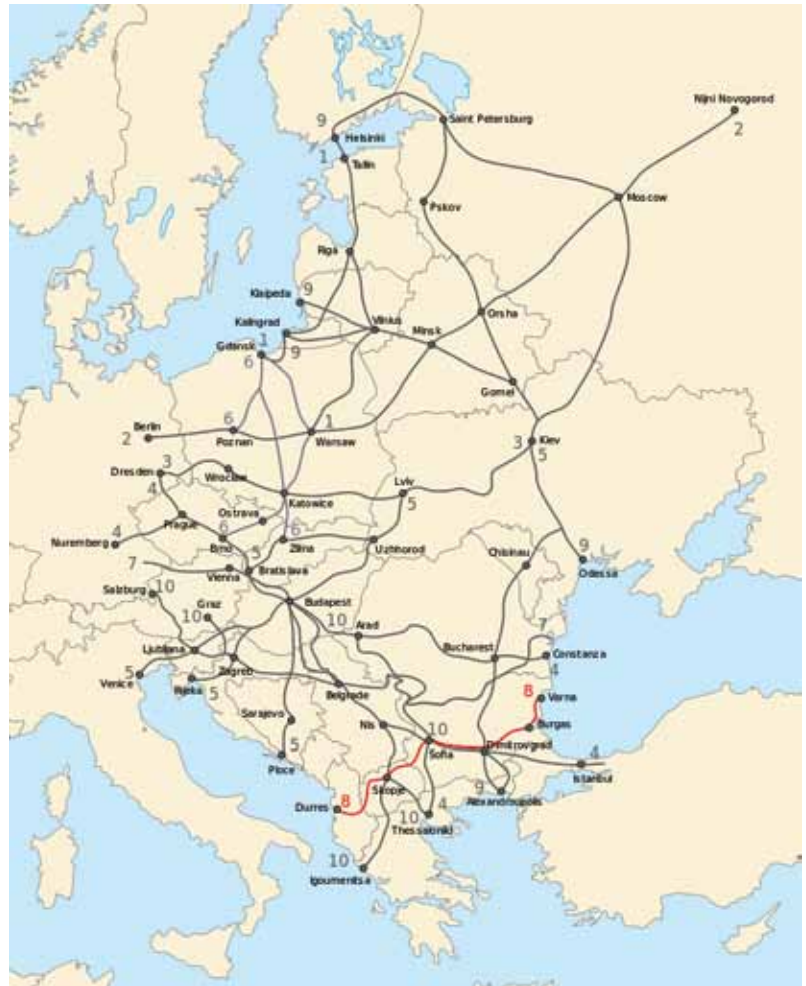 Nijni Novogorod
2
9
Saint Petersburg
Helsinki
1
Tallin
Moscow
Pskov
Riga
Klaipeda
9
Orsha
Kalingrad
Vilnius
Minsk
Gdansk
1
9
6
Gomel
Berlin
6
1
2
Poznan
Warsaw
3
Kiev
5
Dresden
3
Wroclaw
4
Lviv
Katowice
5
Ostrava
Prague
6
6
Nuremberg
4
Brno
Zilina
Uzhhorod
Chisinau
9
5
7
Vienna
Bratislava
Odessa
Salzburg
10
Graz
Budapest
10
10
Arad
7
Ljubljana
Bucharest
Constanza
Zagreb
4
5
Venice
Rijeka
5
Belgrade
8
Varna
Sarajevo
Nis
10
Burgas
5
Sofia
Dimitrovgrad
4
Ploce
Istanbul
Skopje
9
Durres
8
4
Alexandroupolis
10
Thessaloniki
10
Igoumenitsa